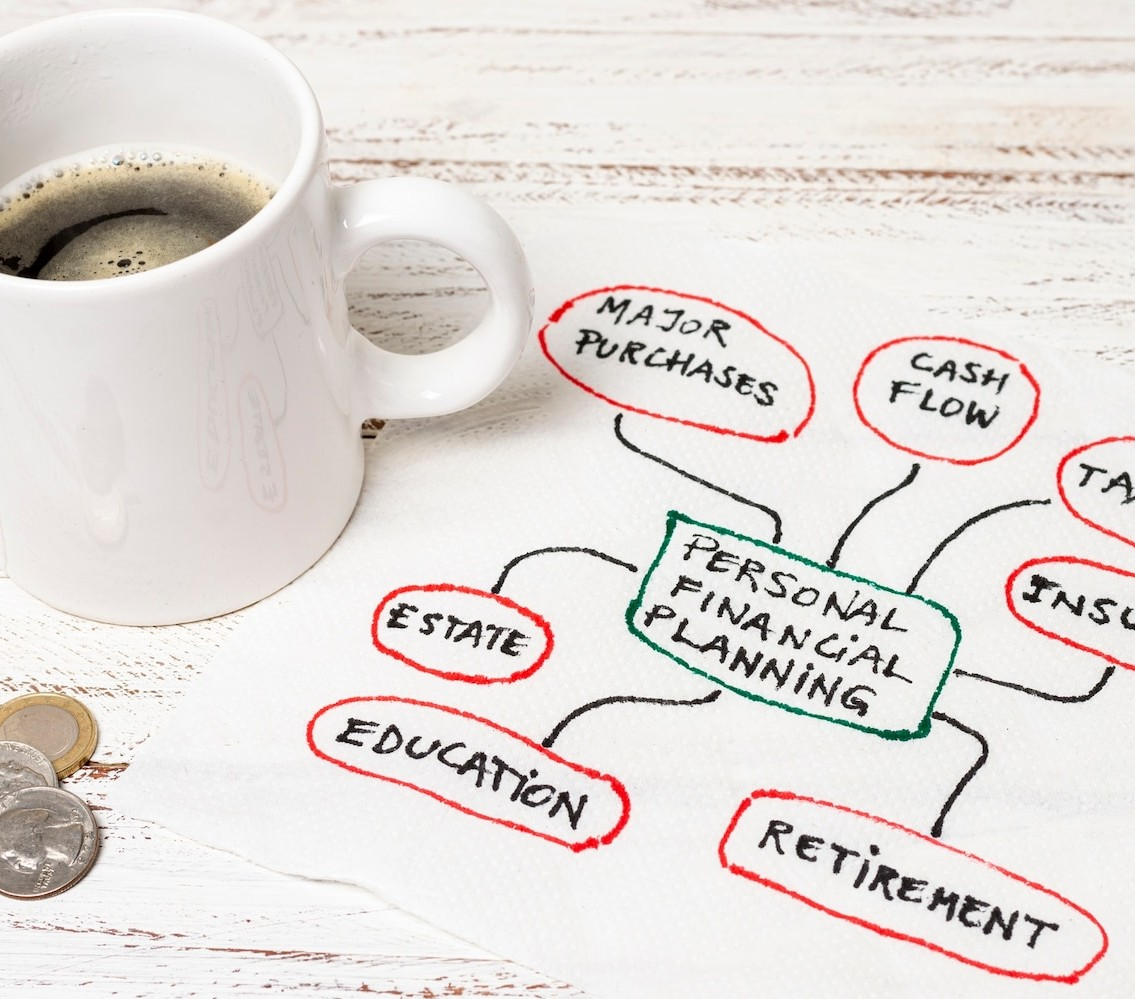 MAJOR
PURCHASES
CASH
FLOW
PERSONAL
FINANCIAL
PLANNING
ESTATE
EDUCATION
RETIREMENT